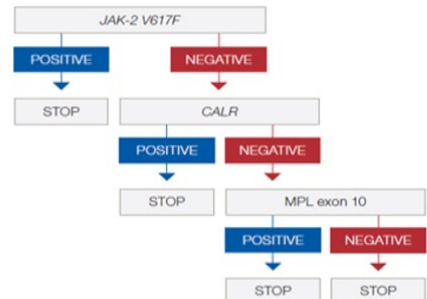 JAK-2 V617F
POSITIVE
NEGATIVE
STOP
CALR
POSITIVE
NEGATIVE
STOP
MPL exon 10
POSITIVE
NEGATIVE
STOP
STOP